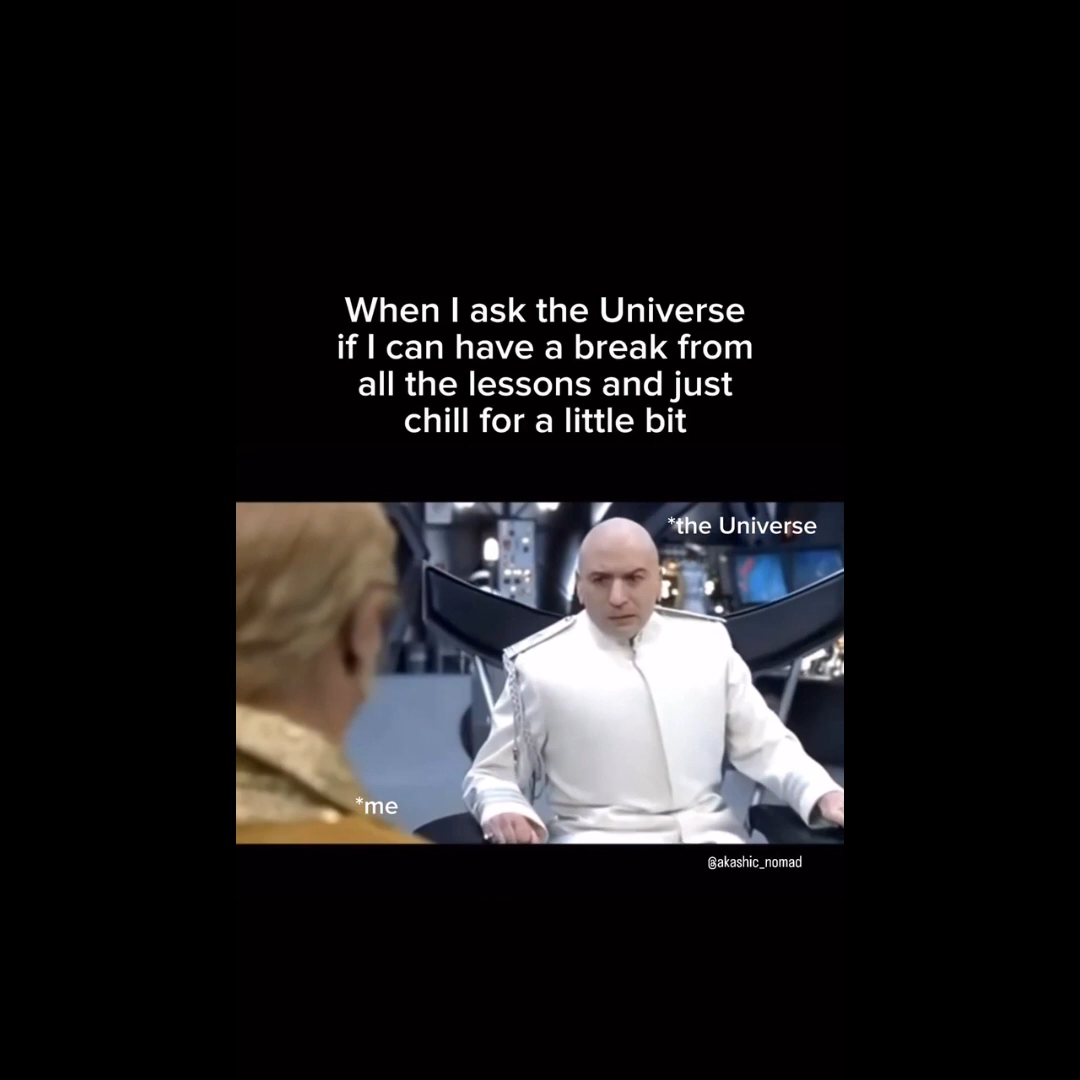 When I ask the Universe
if I can have a break from
all the lessons and just
chill for a little bit
*the Universe
*me
@akashic_nomad